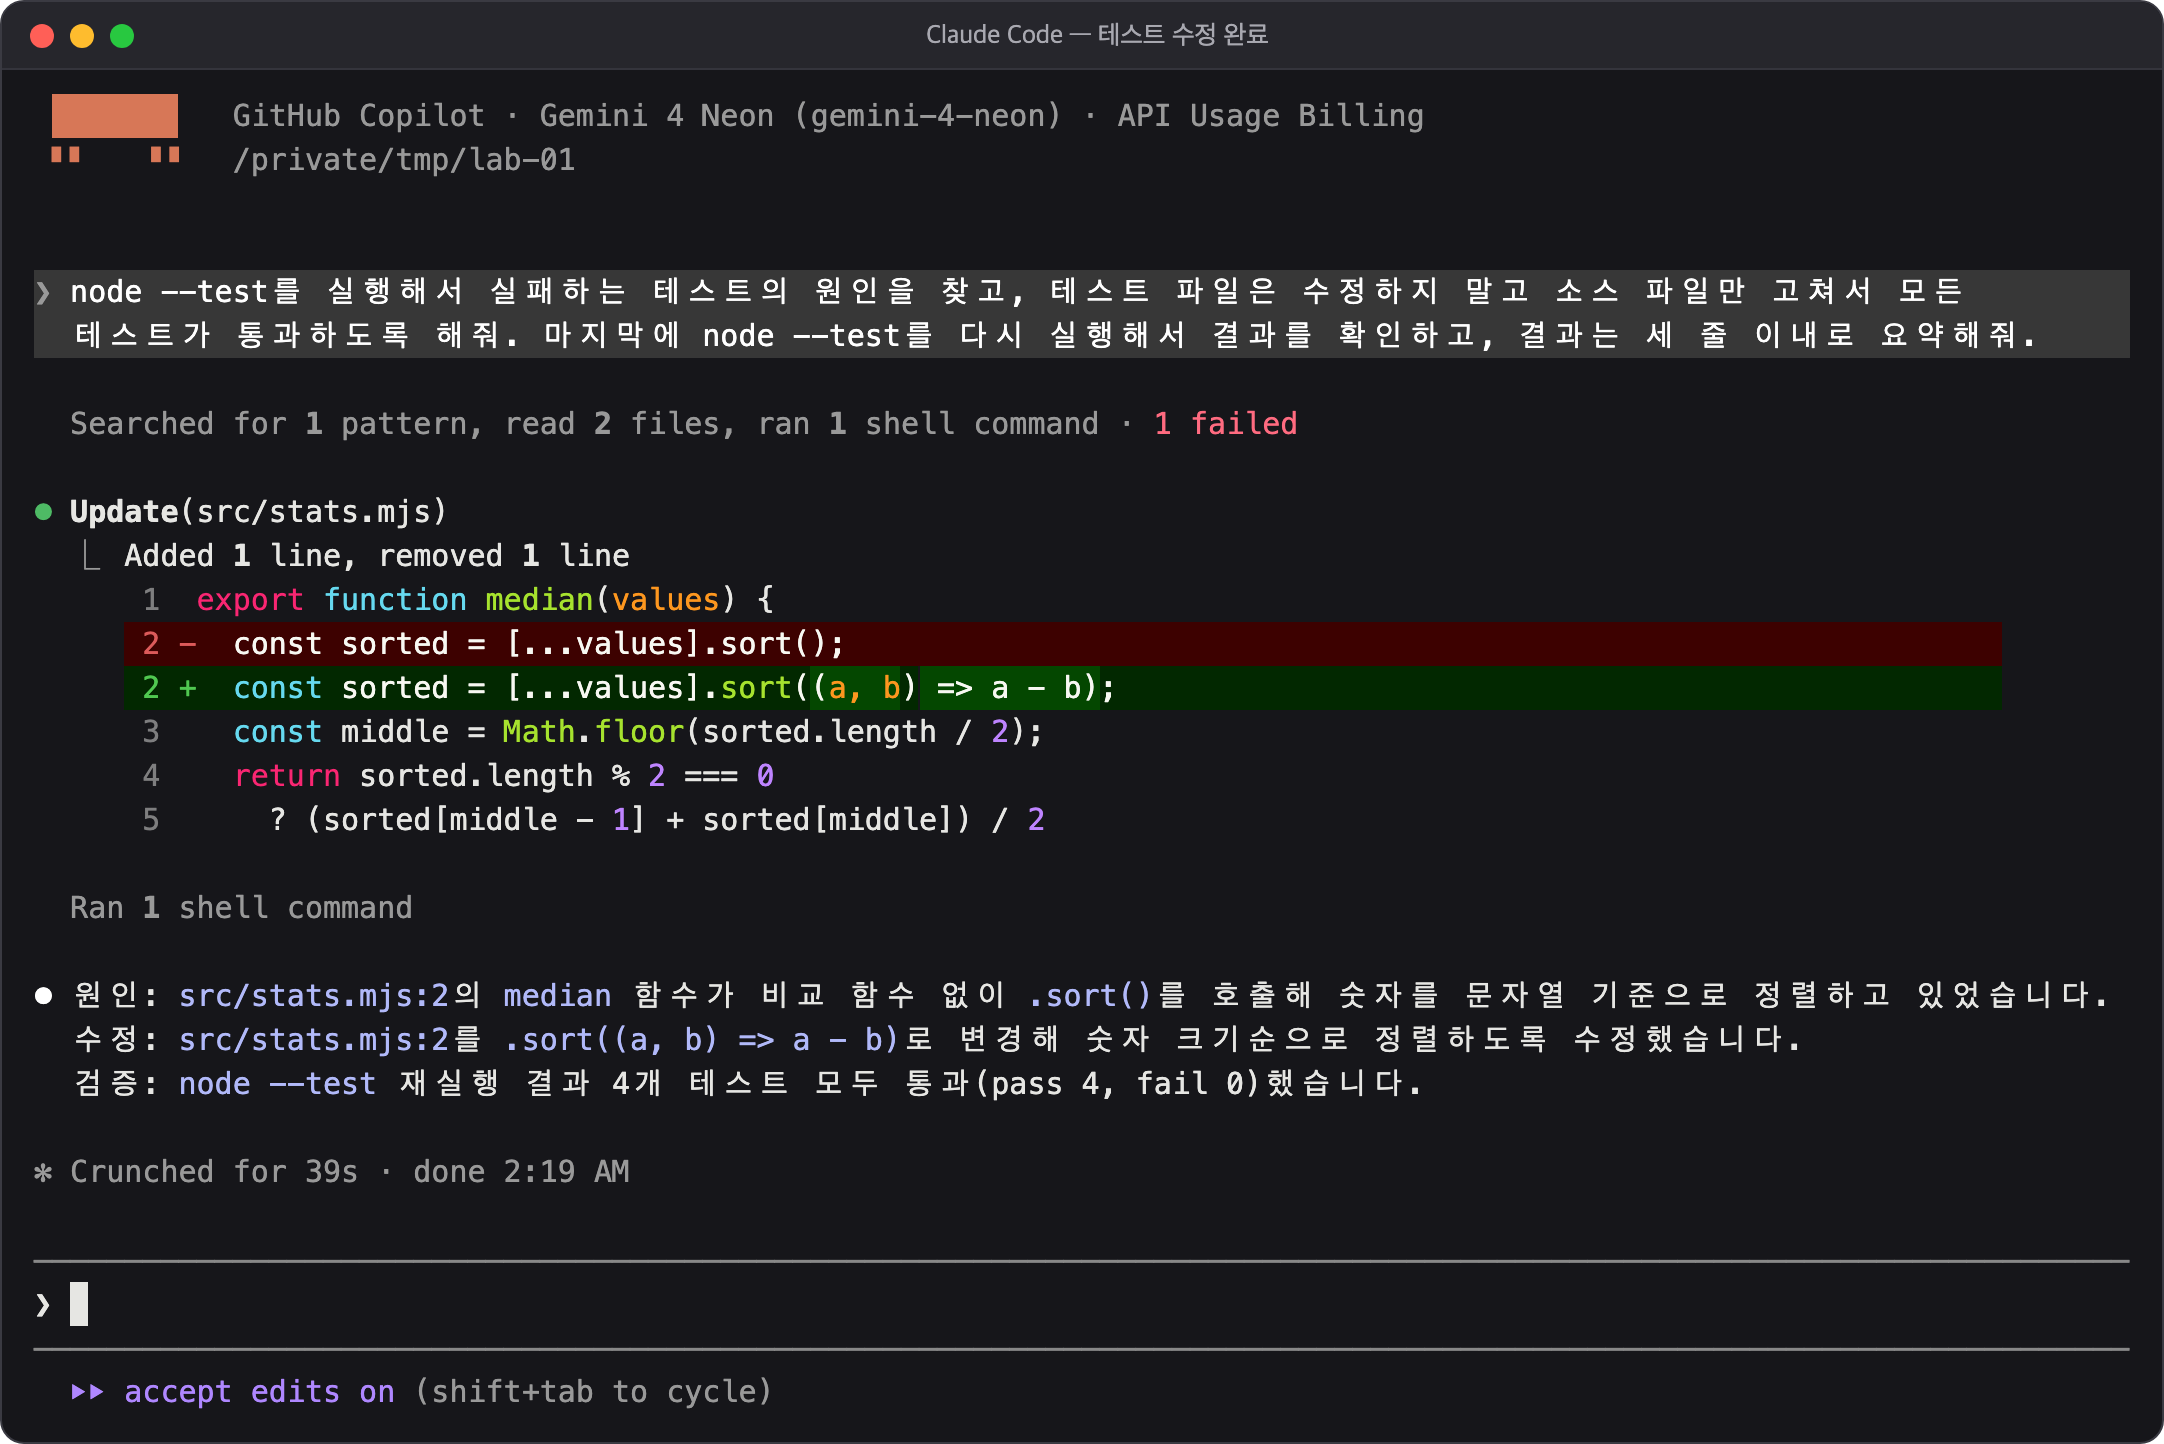 Claude Code — 테스트 수정 완료
GitHub Copilot · Gemini 4 Neon (gemini-4-neon) · API Usage Billing
/private/tmp/lab-01
❯ node --test를 실행해서 실패하는 테스트의 원인을 찾고, 테스트 파일은 수정하지 말고 소스 파일만 고쳐서 모든
테스트가 통과하도록 해줘. 마지막에 node --test를 다시 실행해서 결과를 확인하고, 결과는 세 줄 이내로 요약해줘.
Searched for 1 pattern, read 2 files, ran 1 shell command · 1 failed
● Update(src/stats.mjs)
⎿ Added 1 line, removed 1 line
1 export function median(values) {
2 - const sorted = [...values].sort();
2 + const sorted = [...values].sort((a, b) => a - b);
3 const middle = Math.floor(sorted.length / 2);
4 return sorted.length % 2 === 0
5 ? (sorted[middle - 1] + sorted[middle]) / 2
Ran 1 shell command
● 원인: src/stats.mjs:2의 median 함수가 비교 함수 없이 .sort()를 호출해 숫자를 문자열 기준으로 정렬하고 있었습니다.
수정: src/stats.mjs:2를 .sort((a, b) => a - b)로 변경해 숫자 크기순으로 정렬하도록 수정했습니다.
검증: node --test 재실행 결과 4개 테스트 모두 통과(pass 4, fail 0)했습니다.
✻ Crunched for 39s · done 2:19 AM
❯
⏵⏵ accept edits on (shift+tab to cycle)